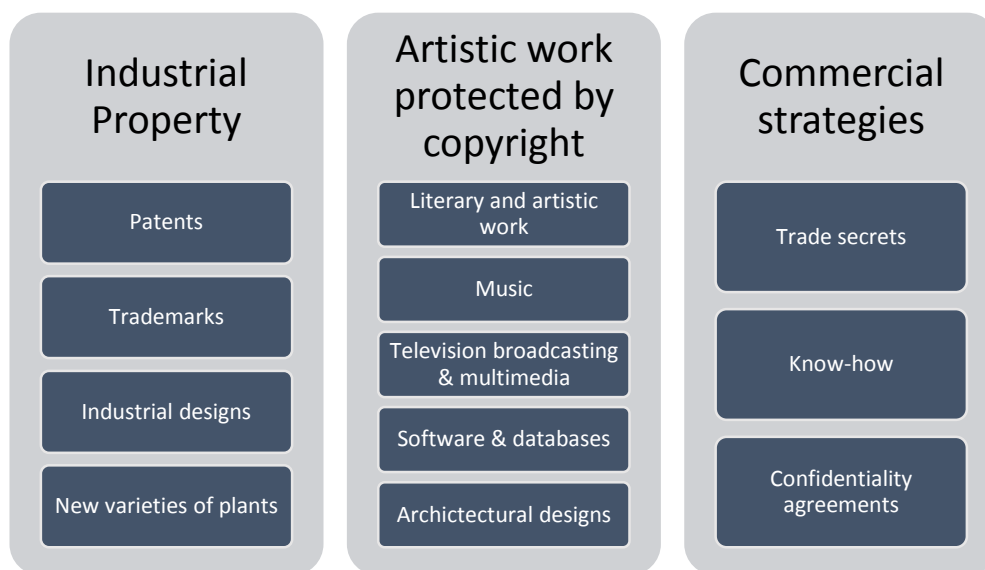 Industrial
Property
Patents
Trademarks
Industrial designs
New varieties of plants
Artistic work
protected by
copyright
Literary and artistic
work
Music
Television broadcasting
& multimedia
Software & databases
Archictectural designs
Commercial
strategies
Trade secrets
Know-how
Confidentiality
agreements